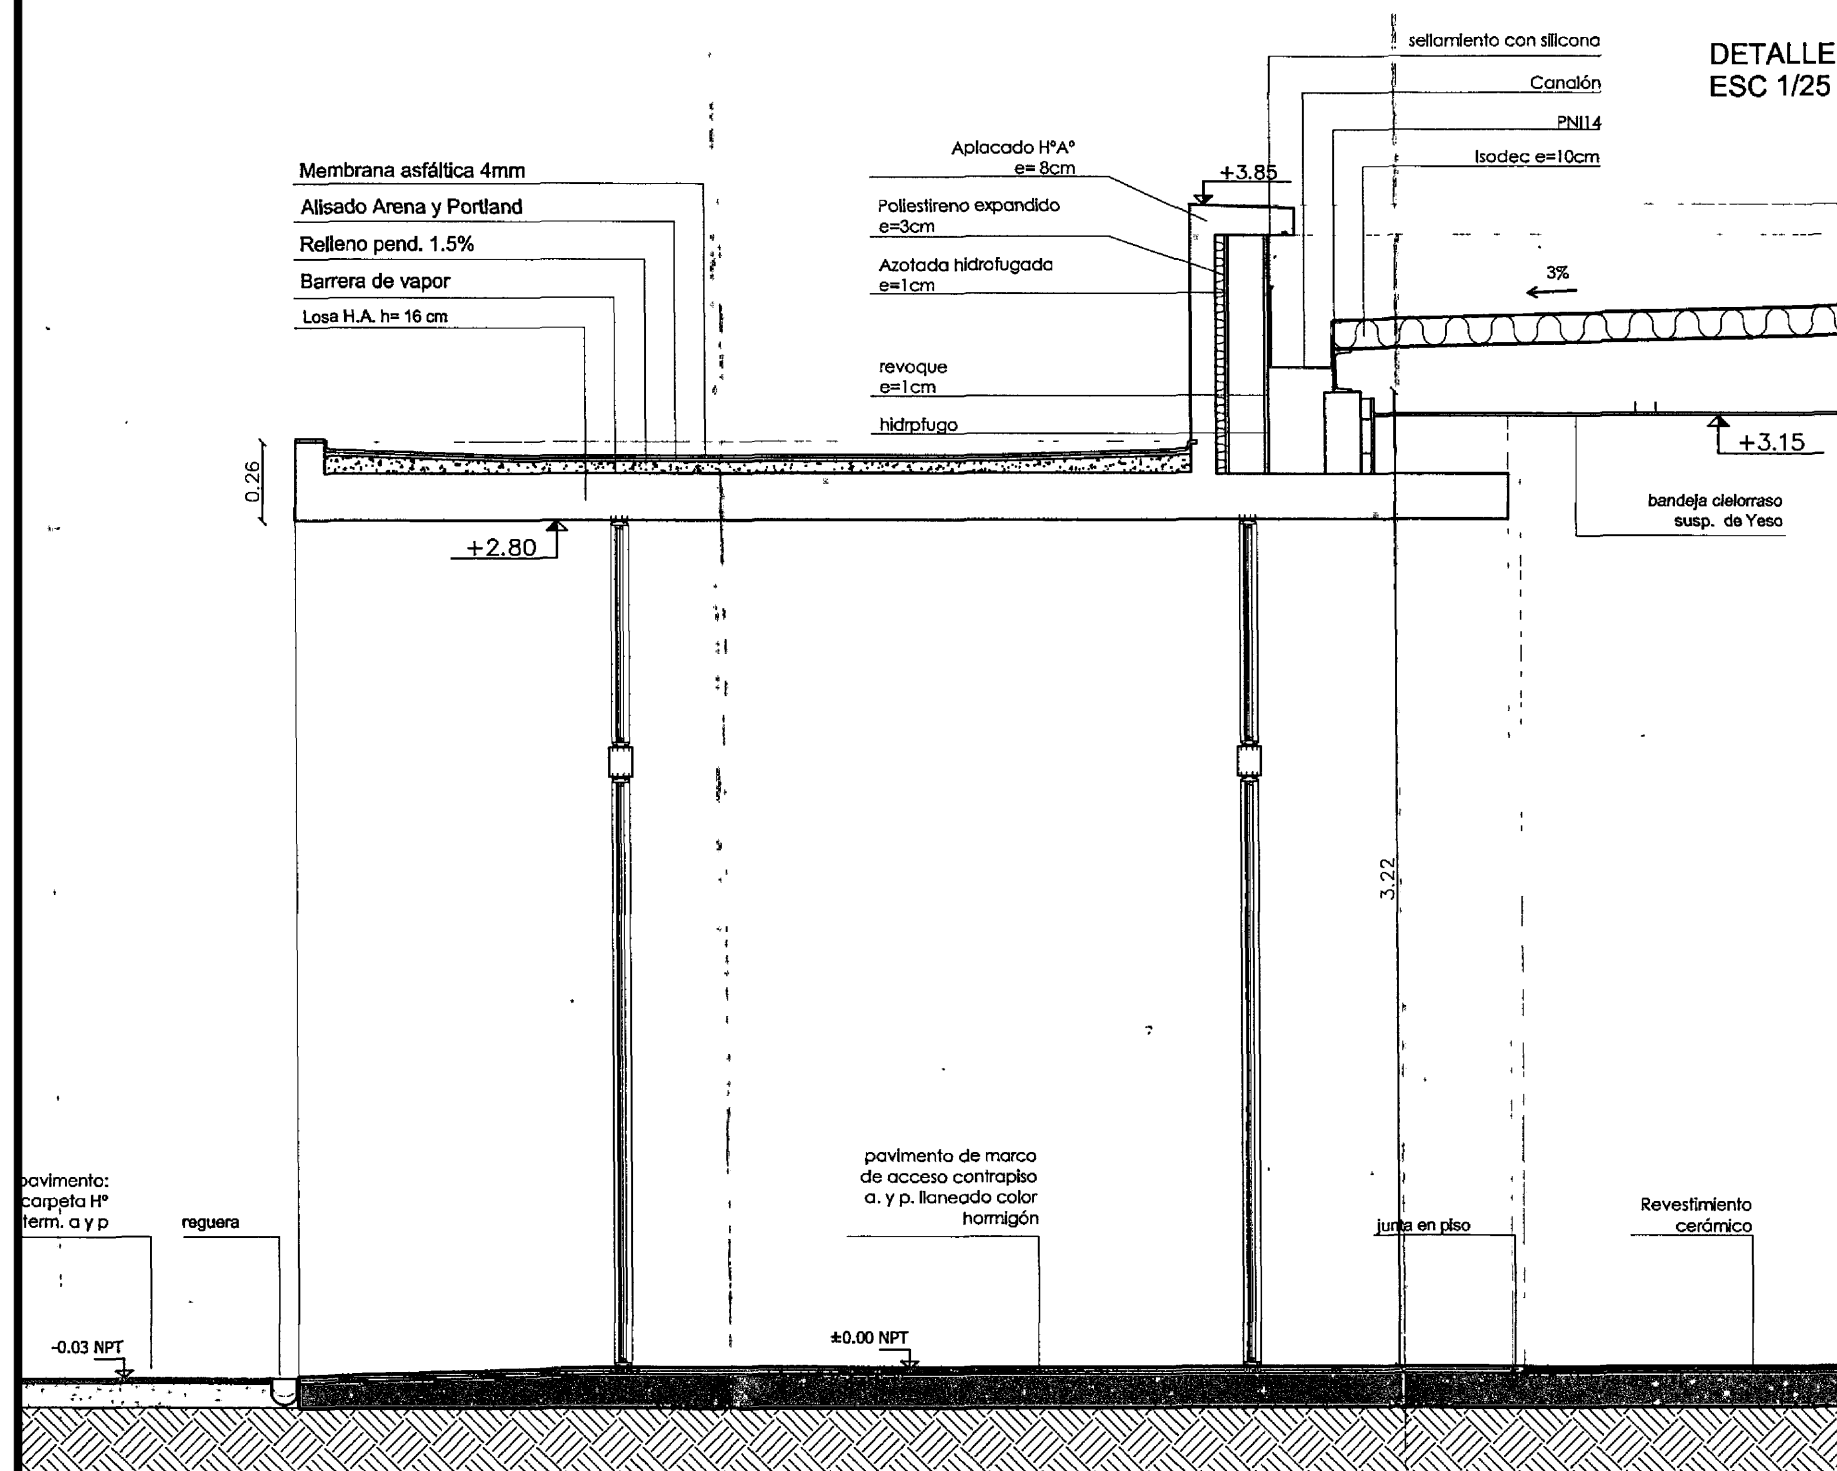 DETALLE
ESC 1/25
sellamiento con silicona
Canalón
PNI14
Isodec e=10cm
Membrana asfáltica 4mm
Alisado Arena y Portland
Relleno pend. 1.5%
Barrera de vapor
Losa H.A. h= 16 cm
Aplacado HºAº
e= 8cm
Poliestireno expandido
e=3cm
Azotada hidrofugada
e=1cm
revoque
e=1cm
hidrpfugo
+3.85
3%
+3.15
bandeja cielorraso
susp. de Yeso
0.26
+2.80
3.22
pavimento:
carpeta Hº
term. a y p
reguera
pavimento de marco
de acceso contrapiso
a. y p. llaneado color
hormigón
junta en piso
Revestimiento
cerámico
-0.03 NPT
±0.00 NPT